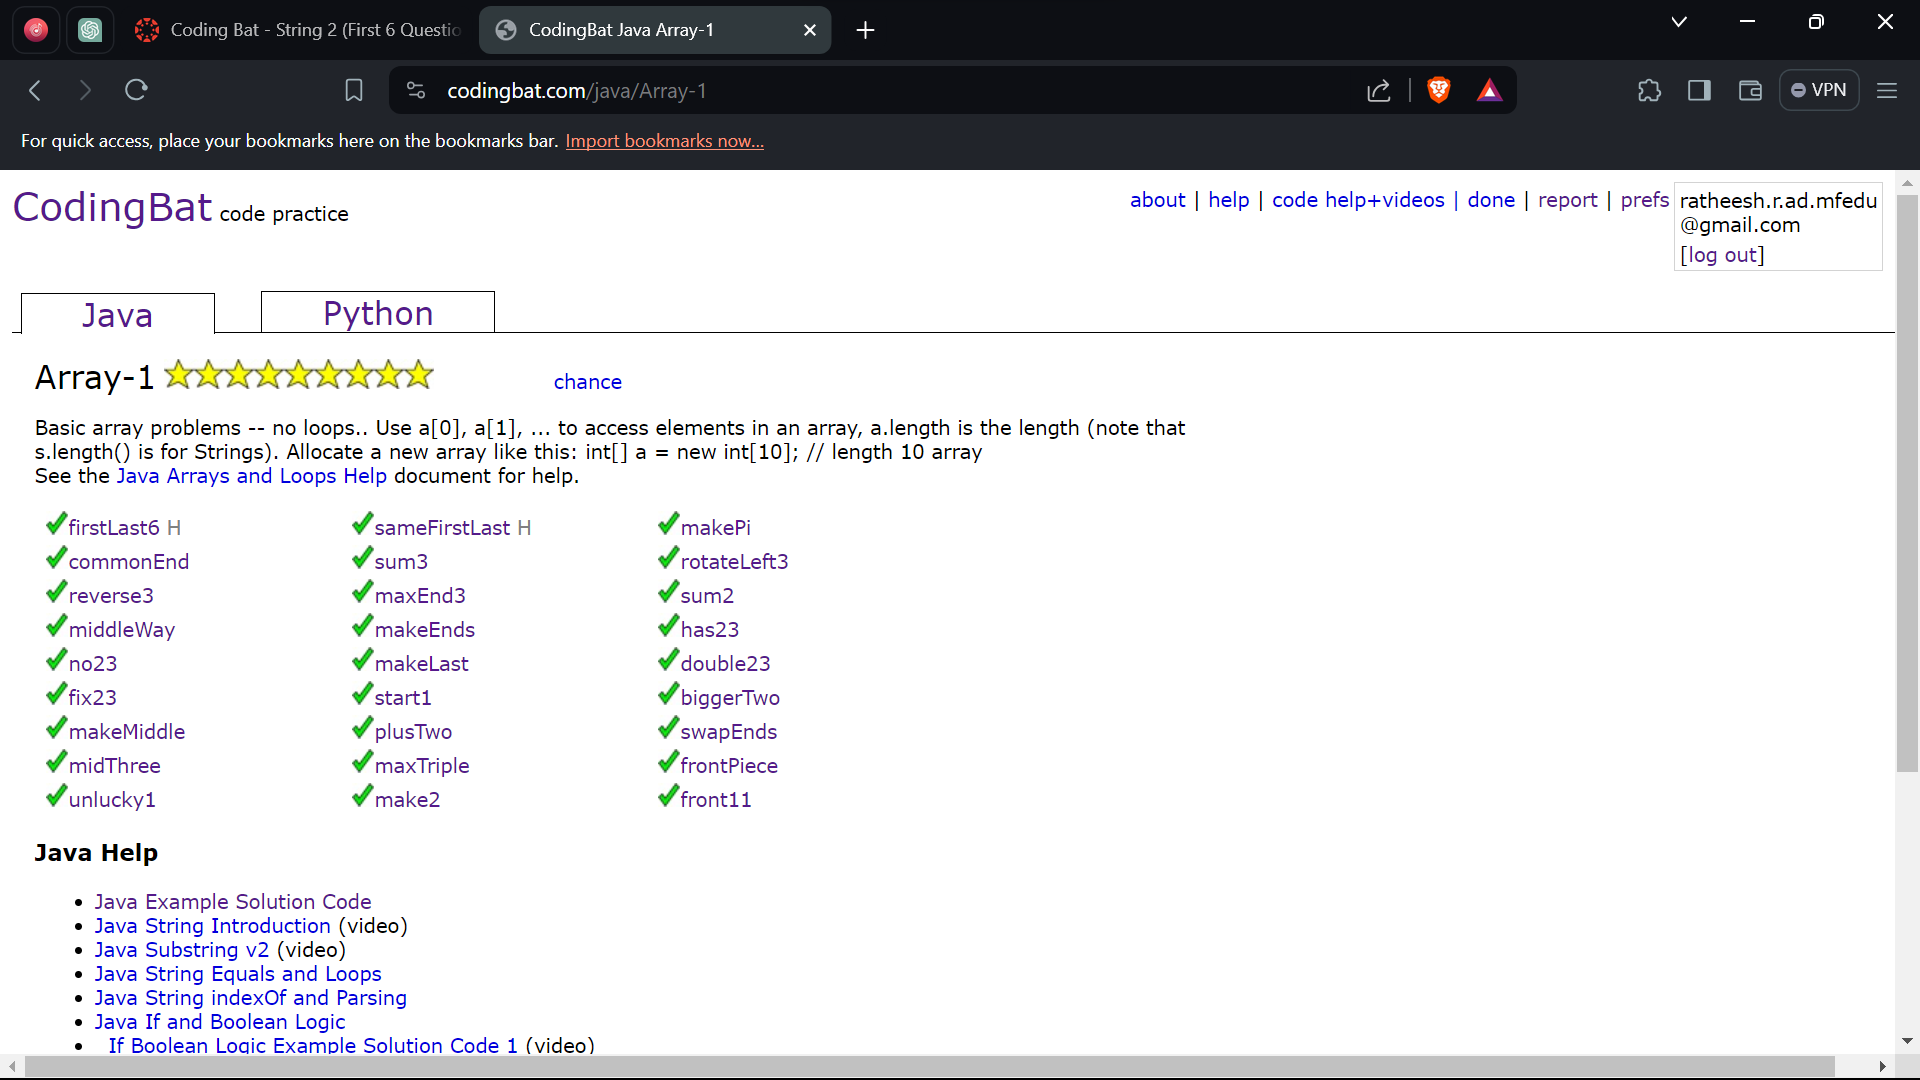 Coding Bat - String 2 (First 6 Questio
CodingBat Java Array-1
codingbat.com/java/Array-1
VPN
For quick access, place your bookmarks here on the bookmarks bar. Import bookmarks now...
CodingBat code practice
about | help | code help+videos | done | report | prefs
ratheesh.r.ad.mfedu
@gmail.com
[log out]
Java
Python
Array-1
chance
Basic array problems -- no loops.. Use a[0], a[1], ... to access elements in an array, a.length is the length (note that
s.length() is for Strings). Allocate a new array like this: int[] a = new int[10]; // length 10 array
See the Java Arrays and Loops Help document for help.
firstLast6 H sameFirstLast H makePi
commonEnd sum3 rotateLeft3
reverse3 maxEnd3 sum2
middleWay makeEnds has23
no23 makeLast double23
fix23 start1 biggerTwo
makeMiddle plusTwo swapEnds
midThree maxTriple frontPiece
unlucky1 make2 front11
Java Help
Java Example Solution Code
Java String Introduction (video)
Java Substring v2 (video)
Java String Equals and Loops
Java String indexOf and Parsing
Java If and Boolean Logic
If Boolean Logic Example Solution Code 1 (video)